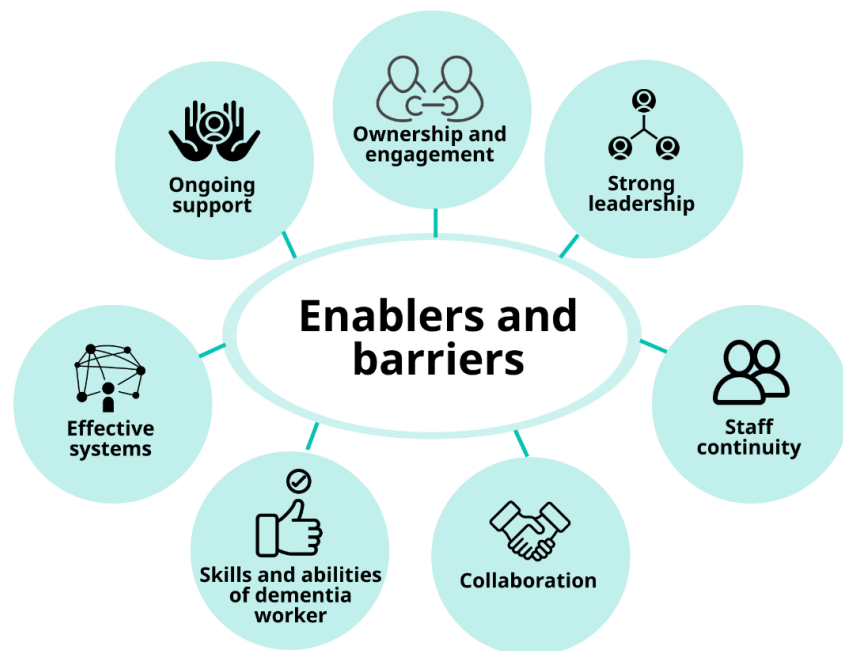 Ownership and
engagement
Ongoing
support
Strong
leadership
Enablers and
barriers
Effective
systems
Staff
continuity
Skills and abilities
of dementia
worker
Collaboration